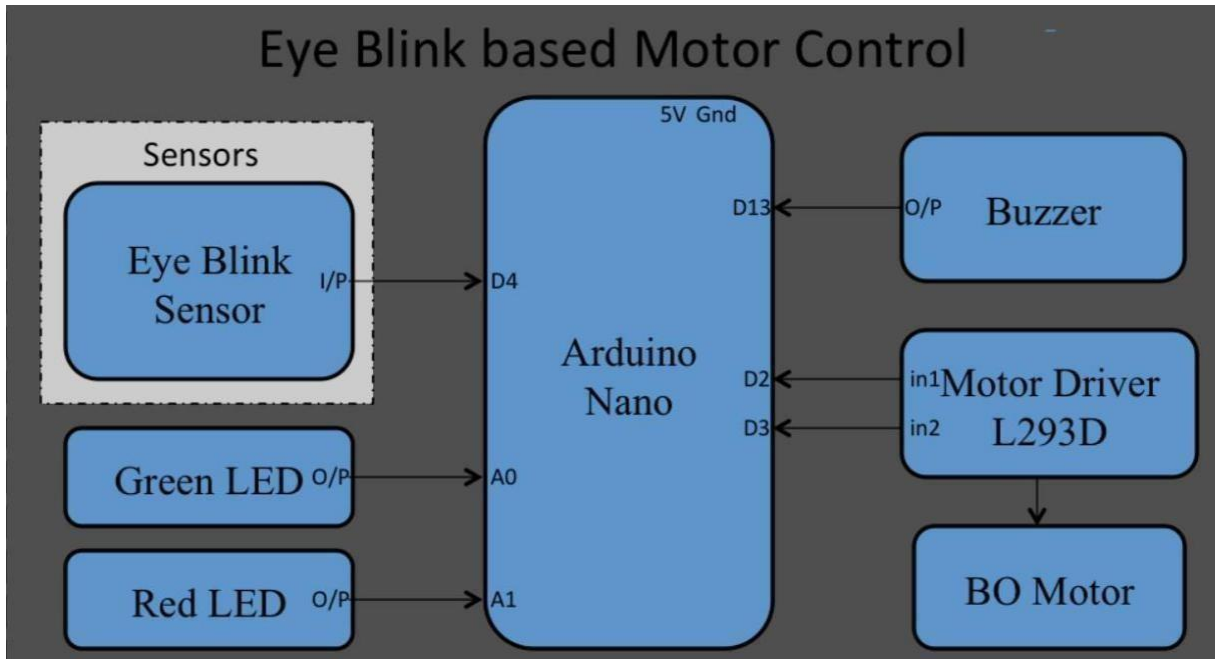 Eye Blink based Motor Control
Sensors
Eye Blink
Sensor
I/P
Green LED
O/P
Red LED
O/P
5V Gnd
D4
A0
A1
Arduino
Nano
D13
D2
D3
O/P
Buzzer
in1
in2
Motor Driver
L293D
BO Motor